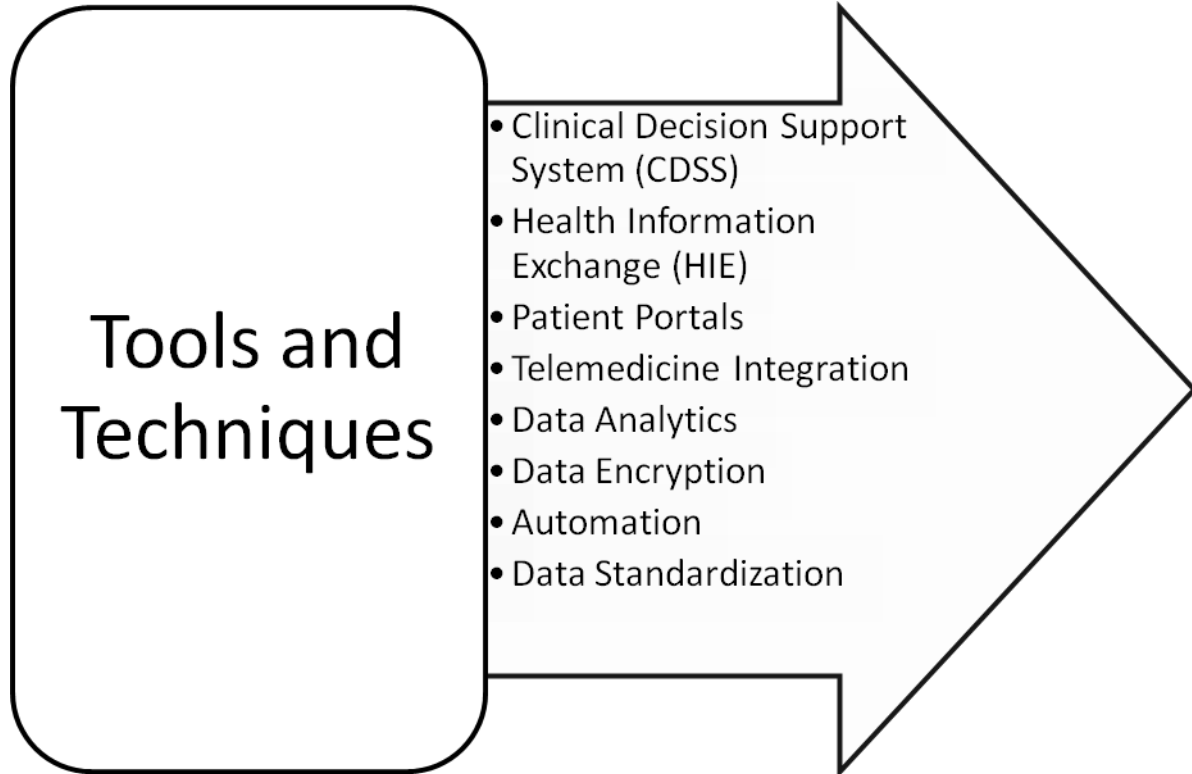 Tools and
Techniques
• Clinical Decision Support
System (CDSS)
• Health Information
Exchange (HIE)
• Patient Portals
• Telemedicine Integration
• Data Analytics
• Data Encryption
• Automation
• Data Standardization